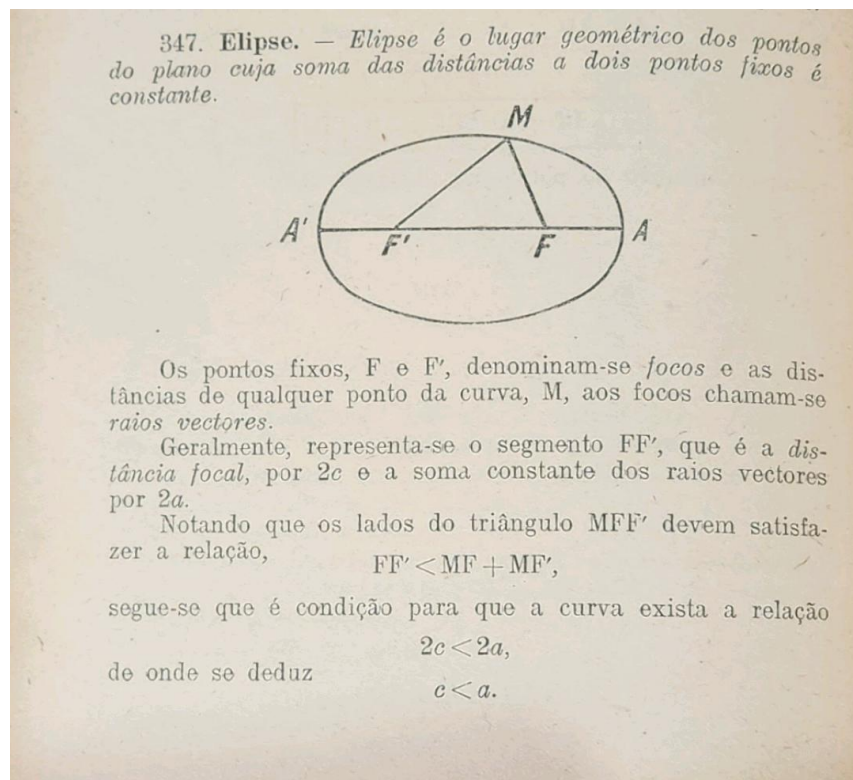 347. Elipse. — Elipse é o lugar geométrico dos pontos
do plano cuja soma das distâncias a dois pontos fixos é
constante.
M
A'
F'
F
A
Os pontos fixos, F e F′, denominam-se focos e as dis-
tâncias de qualquer ponto da curva, M, aos focos chamam-se
raios vectores.
Geralmente, representa-se o segmento FF′, que é a dis-
tância focal, por 2c e a soma constante dos raios vectores
por 2a.
Notando que os lados do triângulo MFF′ devem satisfa-
zer a relação,
FF′ < MF + MF′,
segue-se que é condição para que a curva exista a relação
2c < 2a,
de onde se deduz
c < a.